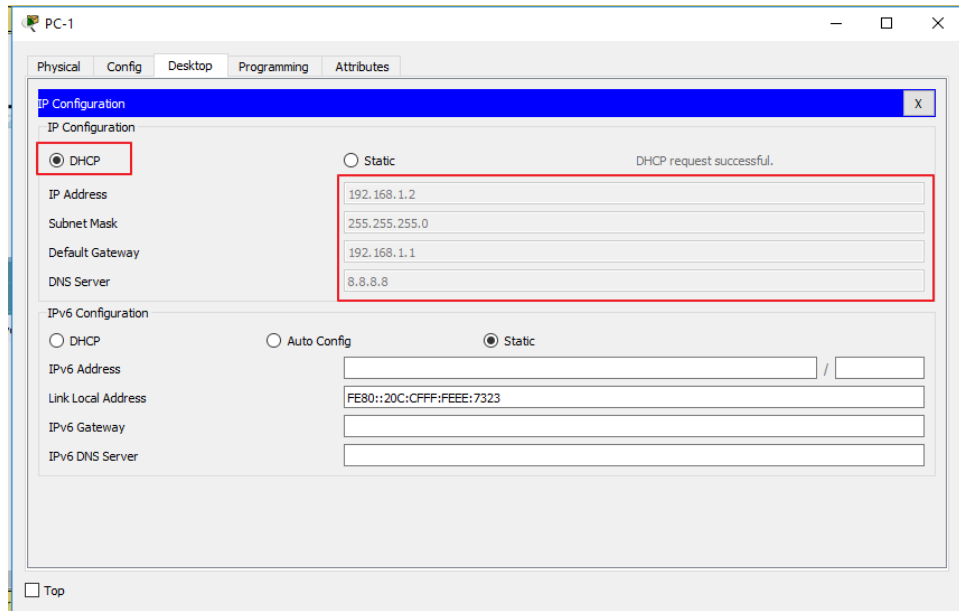 PC-1
Physical Config Desktop Programming Attributes
IP Configuration X
IP Configuration
DHCP Static DHCP request successful.
IP Address 192.168.1.2
Subnet Mask 255.255.255.0
Default Gateway 192.168.1.1
DNS Server 8.8.8.8
IPv6 Configuration
DHCP Auto Config Static
IPv6 Address /
Link Local Address FE80::20C:CFFF:FEEE:7323
IPv6 Gateway
IPv6 DNS Server
Top